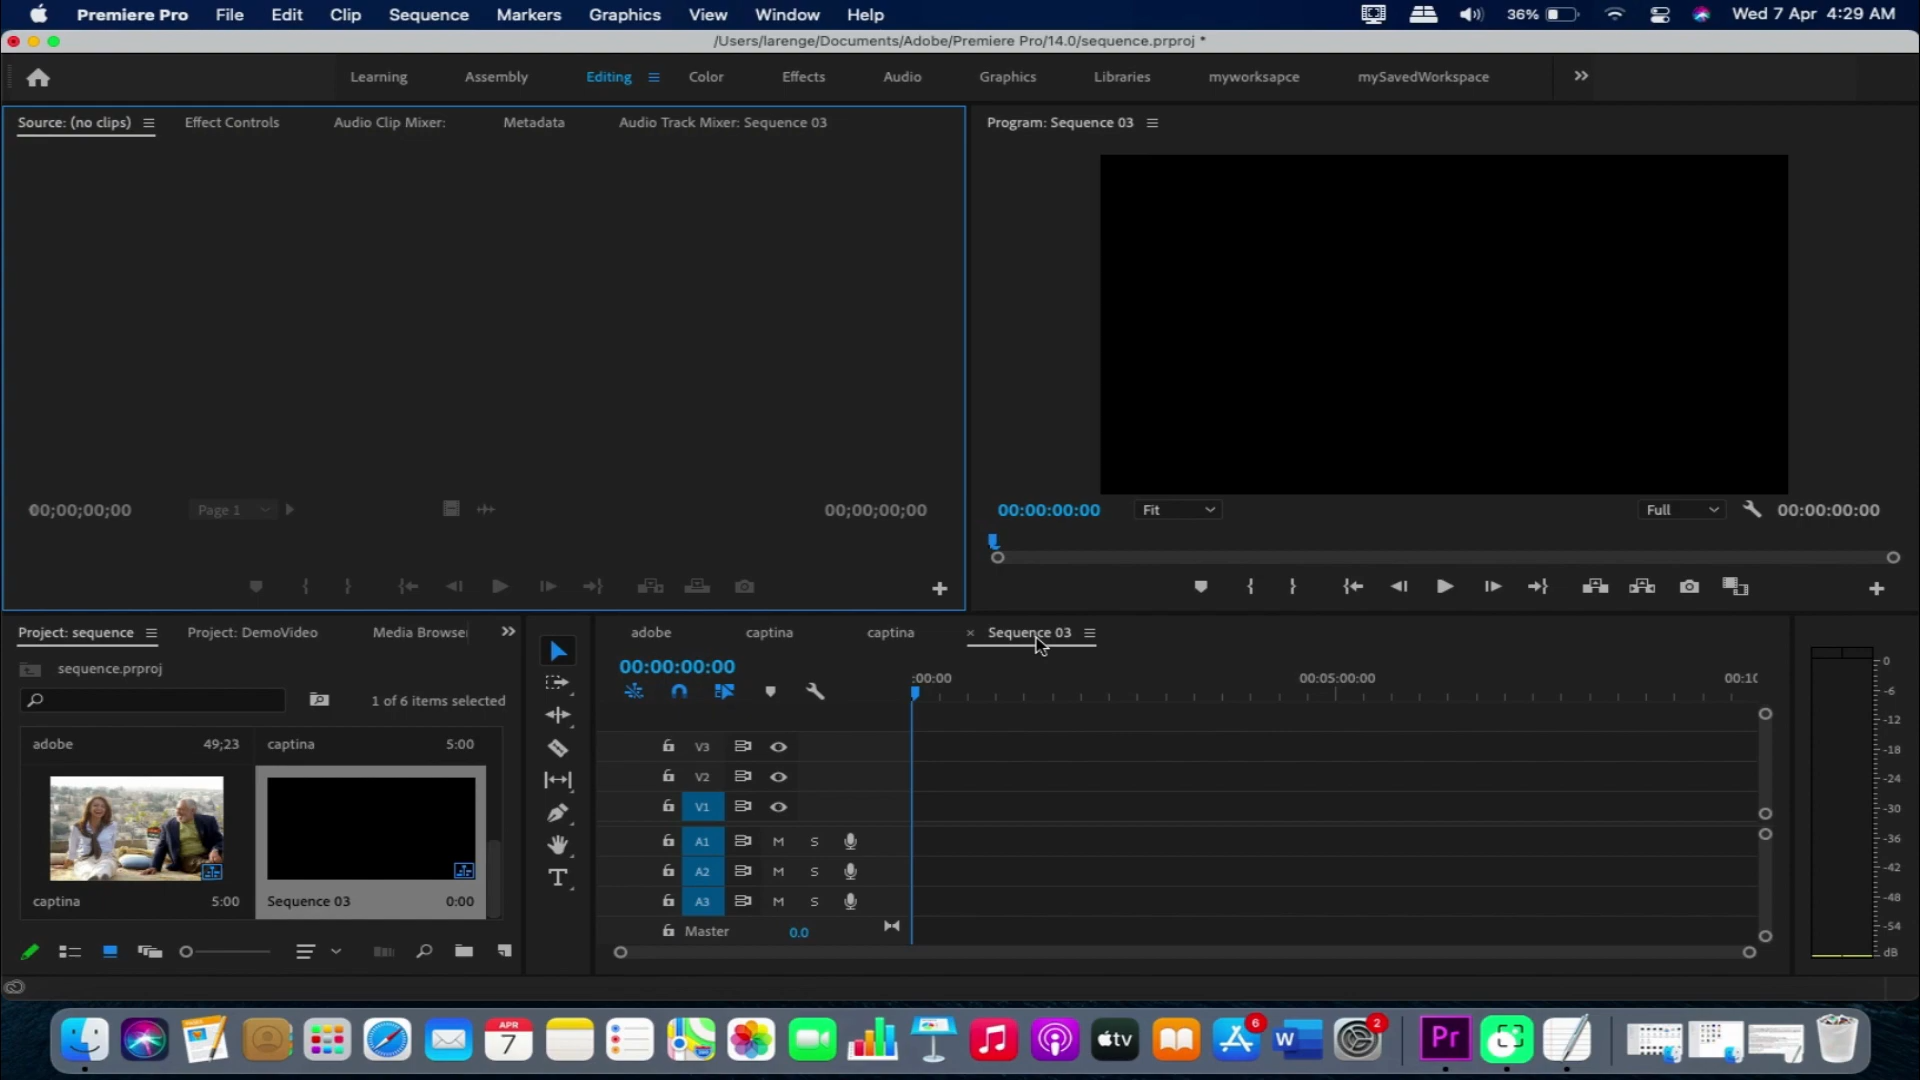 Premiere Pro File Edit Clip Sequence Markers Graphics View Window Help 36% Wed 7 Apr 4:29 AM
/Users/larenge/Documents/Adobe/Premiere Pro/14.0/sequence.prproj *
Learning Assembly Editing Color Effects Audio Graphics Libraries myworksapce mySavedWorkspace
Source: (no clips) Effect Controls Audio Clip Mixer: Metadata Audio Track Mixer: Sequence 03
Program: Sequence 03
00;00;00;00 Page 1 00;00;00;00
00:00:00:00 Fit Full 00:00:00:00
Project: sequence Project: DemoVideo Media Browse
sequence.prproj
1 of 6 items selected
adobe 49;23 captina 5:00
captina 5:00 Sequence 03 0:00
adobe captina captina × Sequence 03
00:00:00:00
:00:00 00:05:00:00 00:10
V3
V2
V1
A1 M S
A2 M S
A3 M S
Master 0.0
0
-6
-12
-18
-24
-30
-36
-42
-48
-54
dB
APR
7
tv
6
W
2
Pr